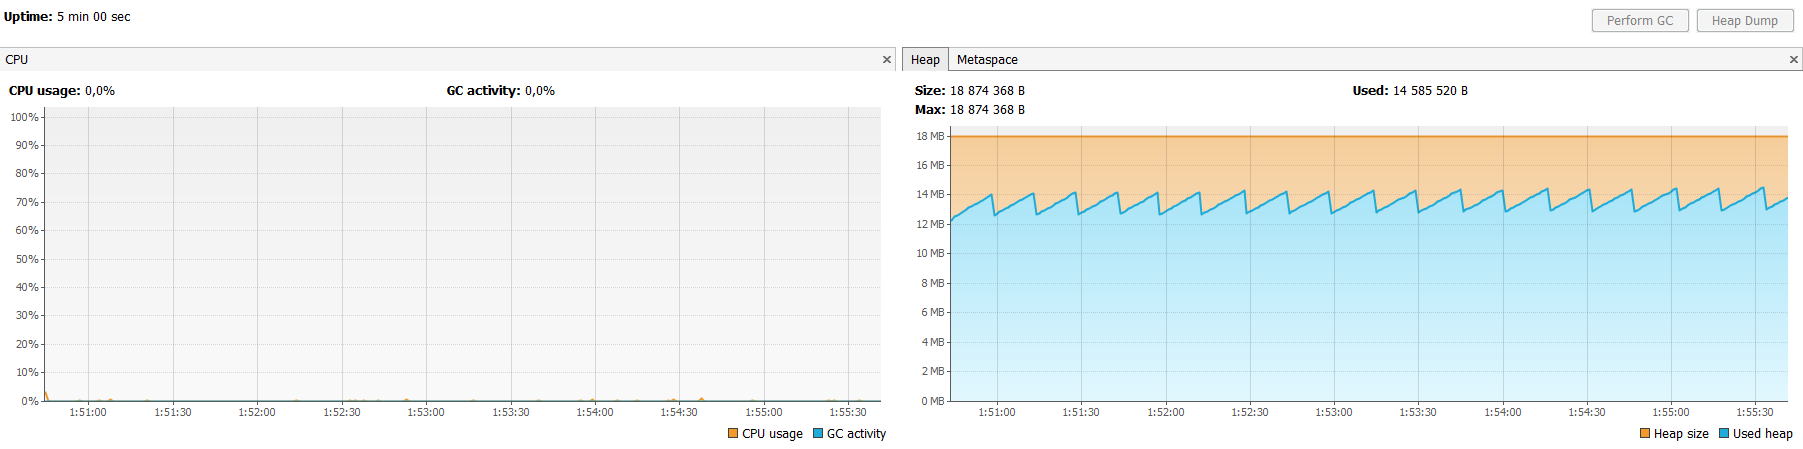 Uptime: 5 min 00 sec
Perform GC
Heap Dump
CPU
CPU usage: 0,0%
GC activity: 0,0%
100%
90%
80%
70%
60%
50%
40%
30%
20%
10%
0%
1:51:00 1:51:30 1:52:00 1:52:30 1:53:00 1:53:30 1:54:00 1:54:30 1:55:00 1:55:30
CPU usage GC activity
Heap Metaspace
Size: 18 874 368 B
Used: 14 585 520 B
Max: 18 874 368 B
18 MB
16 MB
14 MB
12 MB
10 MB
8 MB
6 MB
4 MB
2 MB
0 MB
1:51:00 1:51:30 1:52:00 1:52:30 1:53:00 1:53:30 1:54:00 1:54:30 1:55:00 1:55:30
Heap size Used heap